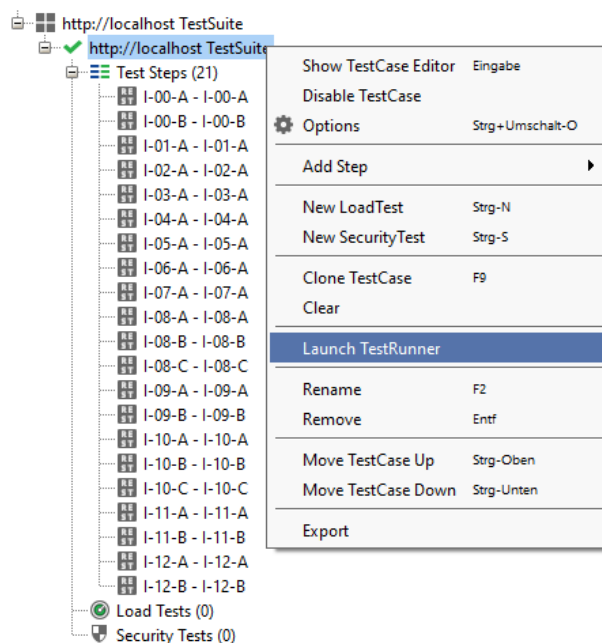 http://localhost TestSuite
http://localhost TestSuite
Test Steps (21)
I-00-A - I-00-A
I-00-B - I-00-B
I-01-A - I-01-A
I-02-A - I-02-A
I-03-A - I-03-A
I-04-A - I-04-A
I-05-A - I-05-A
I-06-A - I-06-A
I-07-A - I-07-A
I-08-A - I-08-A
I-08-B - I-08-B
I-08-C - I-08-C
I-09-A - I-09-A
I-09-B - I-09-B
I-10-A - I-10-A
I-10-B - I-10-B
I-10-C - I-10-C
I-11-A - I-11-A
I-11-B - I-11-B
I-12-A - I-12-A
I-12-B - I-12-B
Load Tests (0)
Security Tests (0)
Show TestCase Editor Eingabe
Disable TestCase
Options Strg+Umschalt-O
Add Step
New LoadTest Strg-N
New SecurityTest Strg-S
Clone TestCase F9
Clear
Launch TestRunner
Rename F2
Remove Entf
Move TestCase Up Strg-Oben
Move TestCase Down Strg-Unten
Export